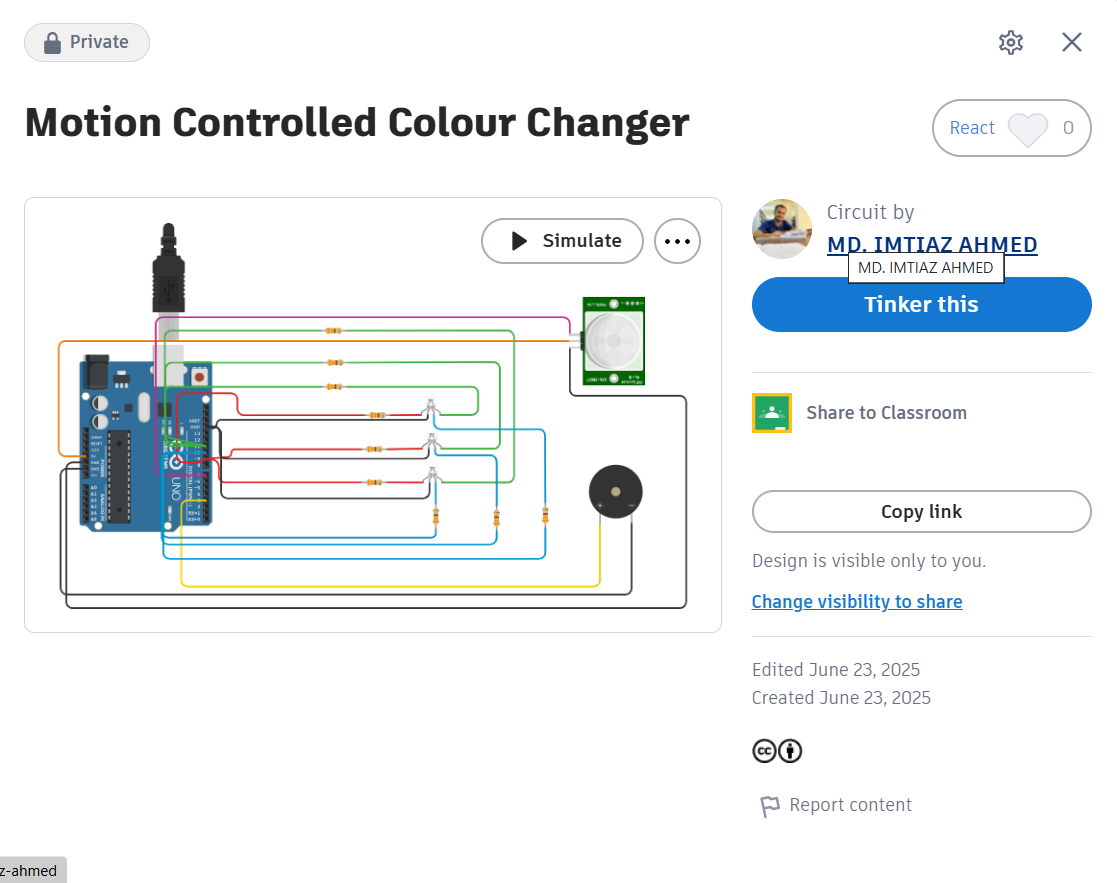 Private
Motion Controlled Colour Changer
React
0
Simulate
Circuit by
MD. IMTIAZ AHMED
MD. IMTIAZ AHMED
Tinker this
Share to Classroom
UNO
Copy link
Design is visible only to you.
Change visibility to share
Edited June 23, 2025
Created June 23, 2025
cc
Report content
z-ahmed